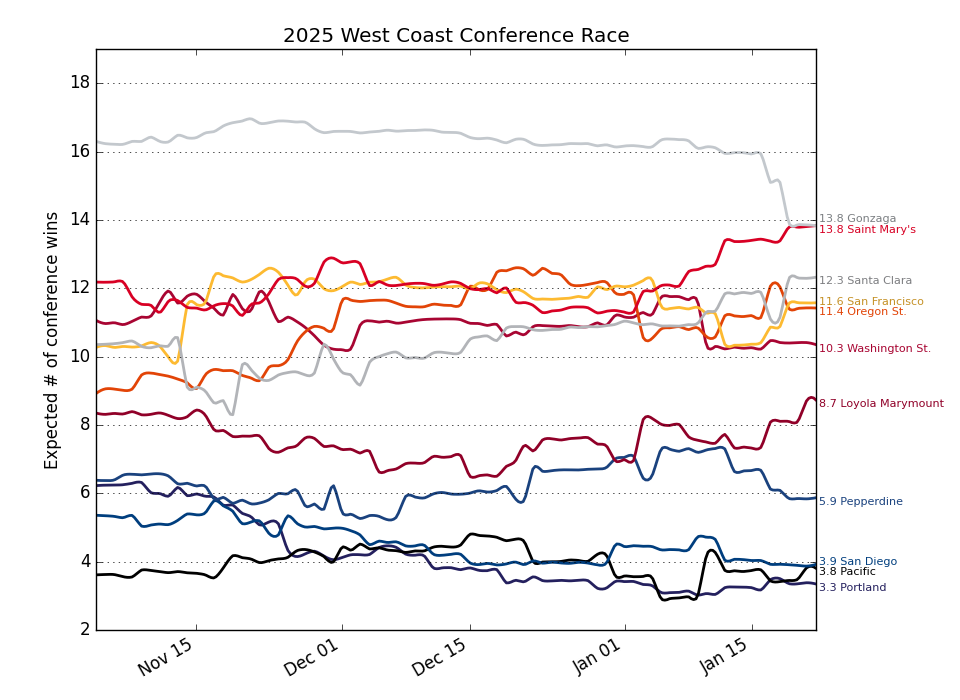 2025 West Coast Conference Race
Expected # of conference wins
18
16
14
12
10
8
6
4
2
Nov 15
Dec 01
Dec 15
Jan 01
Jan 15
13.8 Gonzaga
13.8 Saint Mary's
12.3 Santa Clara
11.6 San Francisco
11.4 Oregon St.
10.3 Washington St.
8.7 Loyola Marymount
5.9 Pepperdine
3.9 San Diego
3.8 Pacific
3.3 Portland